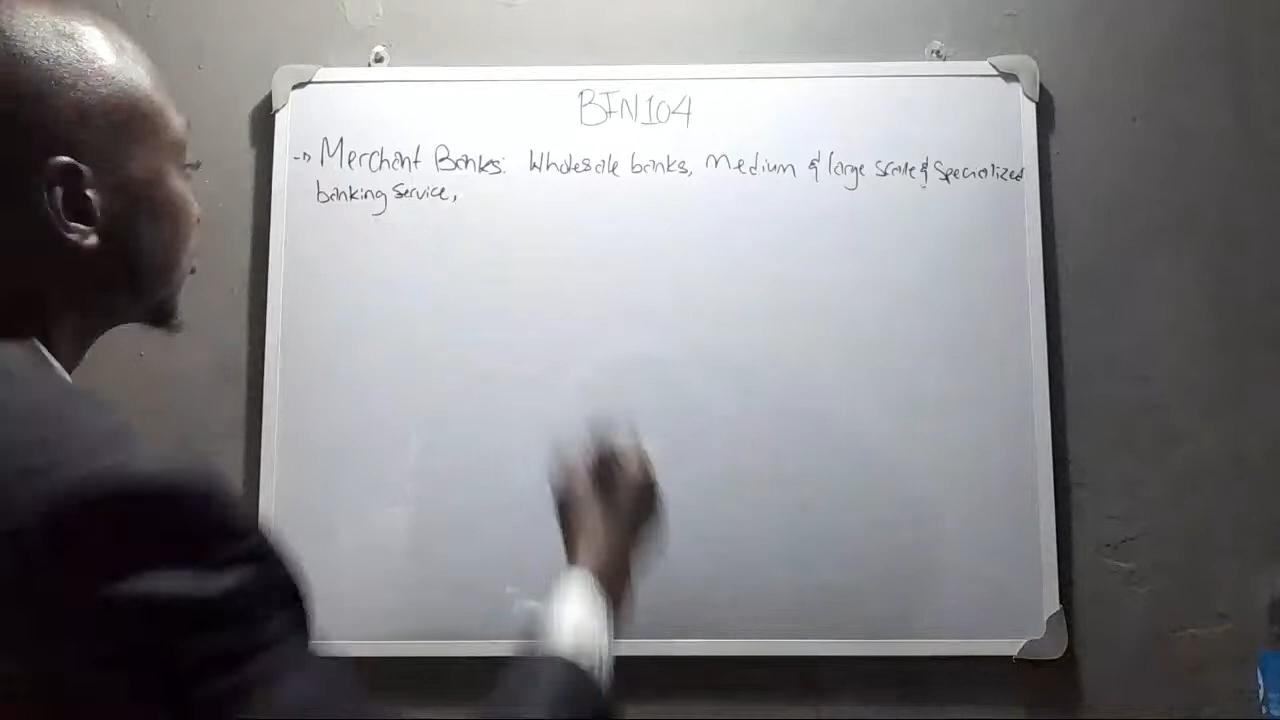 BFN104
-> Merchant Banks: Wholesale banks, Medium & large scale & Specialized
banking service,